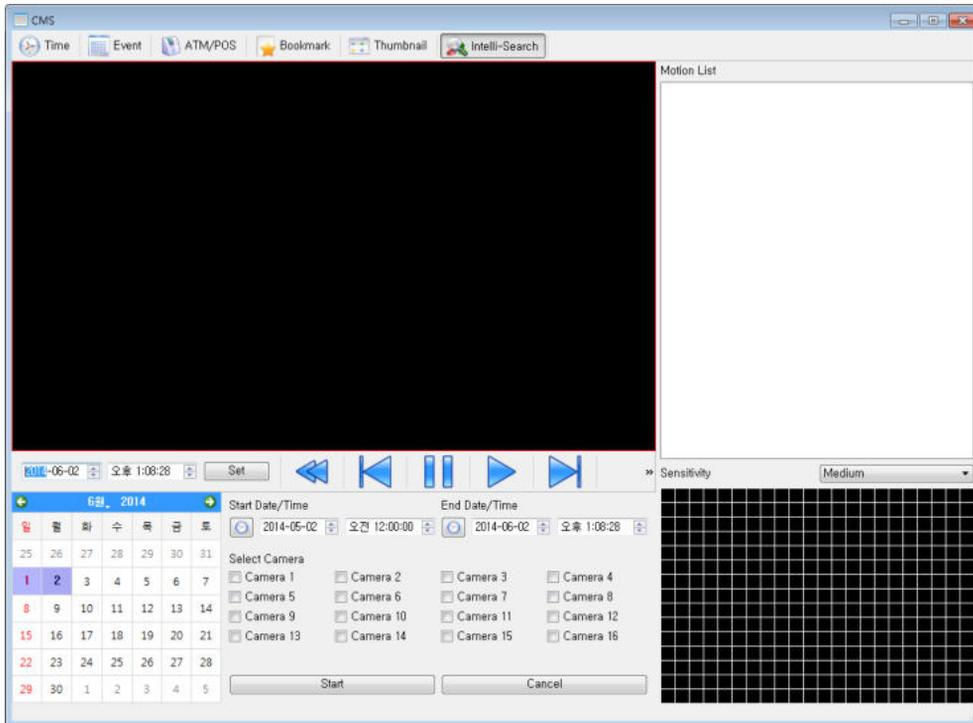 CMS
Time Event ATM/POS Bookmark Thumbnail Intelli-Search
Motion List
2014-06-02 오후 1:08:28 Set » Sensitivity Medium
6월, 2014
일 월 화 수 목 금 토
25 26 27 28 29 30 31
1 2 3 4 5 6 7
8 9 10 11 12 13 14
15 16 17 18 19 20 21
22 23 24 25 26 27 28
29 30 1 2 3 4 5
Start Date/Time End Date/Time
2014-05-02 오전 12:00:00 2014-06-02 오후 1:08:28
Select Camera
Camera 1 Camera 2 Camera 3 Camera 4
Camera 5 Camera 6 Camera 7 Camera 8
Camera 9 Camera 10 Camera 11 Camera 12
Camera 13 Camera 14 Camera 15 Camera 16
Start Cancel